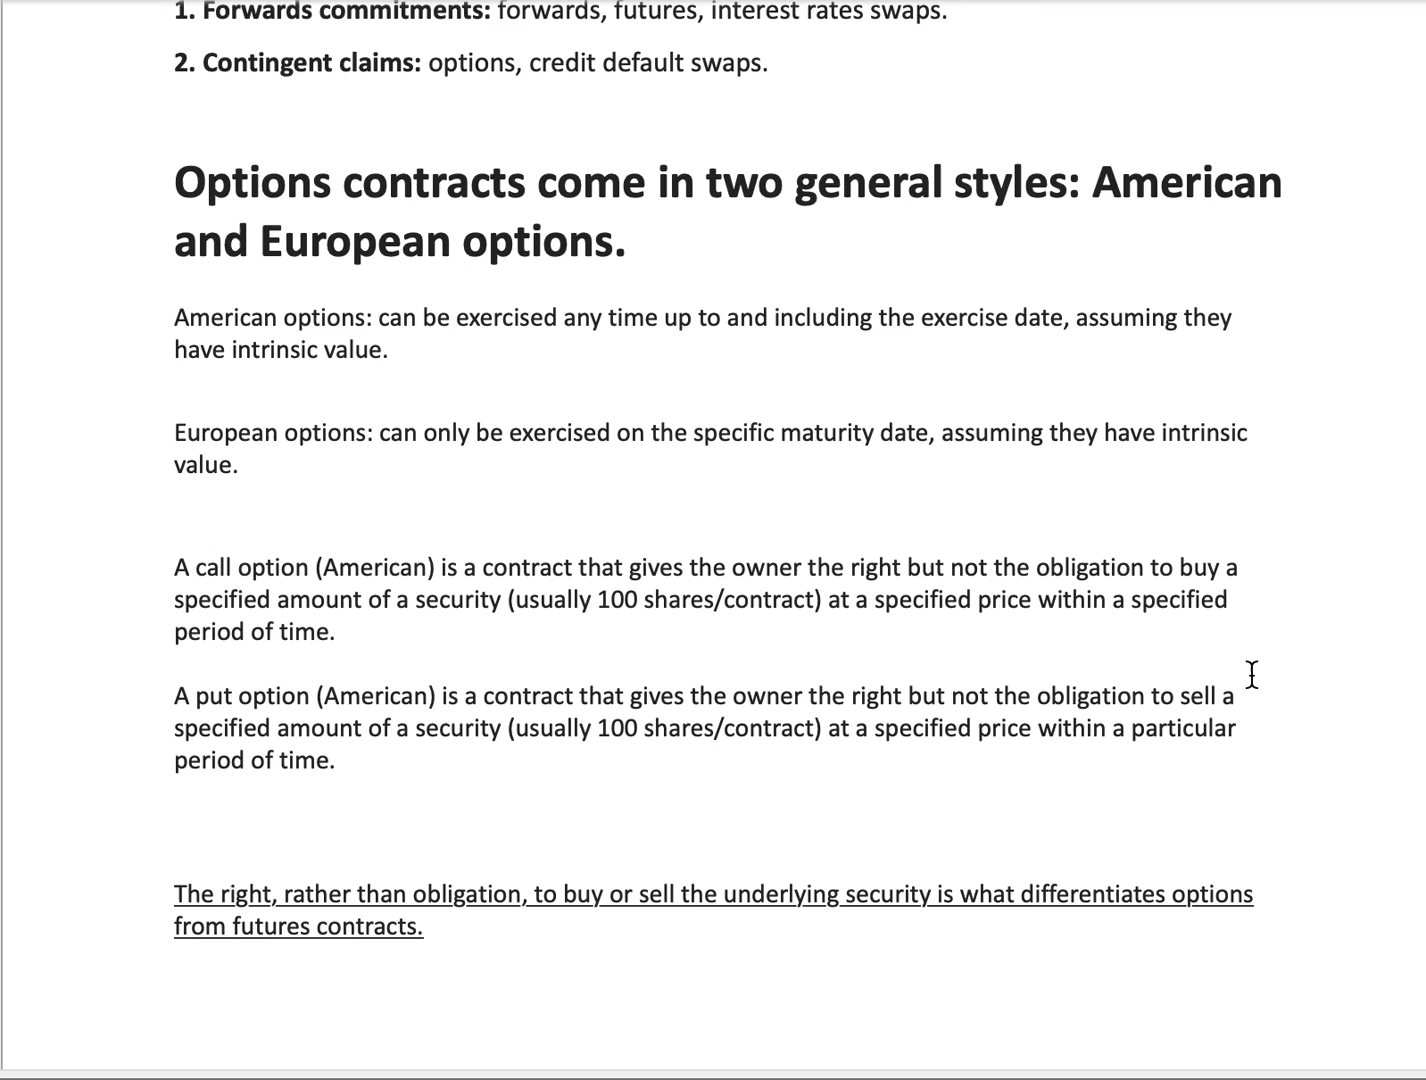 1. Forwards commitments: forwards, futures, interest rates swaps.
2. Contingent claims: options, credit default swaps.
Options contracts come in two general styles: American
and European options.
American options: can be exercised any time up to and including the exercise date, assuming they
have intrinsic value.
European options: can only be exercised on the specific maturity date, assuming they have intrinsic
value.
A call option (American) is a contract that gives the owner the right but not the obligation to buy a
specified amount of a security (usually 100 shares/contract) at a specified price within a specified
period of time.
A put option (American) is a contract that gives the owner the right but not the obligation to sell a
specified amount of a security (usually 100 shares/contract) at a specified price within a particular
period of time.
The right, rather than obligation, to buy or sell the underlying security is what differentiates options
from futures contracts.